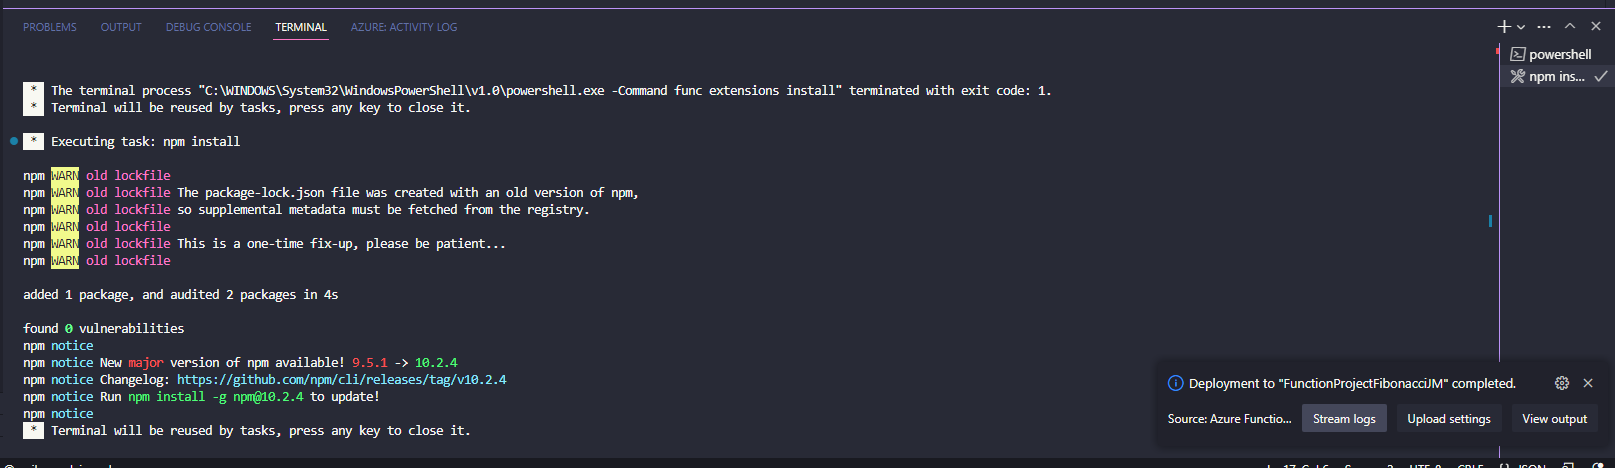 PROBLEMS OUTPUT DEBUG CONSOLE TERMINAL AZURE: ACTIVITY LOG
powershell
npm ins...
* The terminal process "C:\WINDOWS\System32\WindowsPowerShell\v1.0\powershell.exe -Command func extensions install" terminated with exit code: 1.
* Terminal will be reused by tasks, press any key to close it.
* Executing task: npm install
npm WARN old lockfile
npm WARN old lockfile The package-lock.json file was created with an old version of npm,
npm WARN old lockfile so supplemental metadata must be fetched from the registry.
npm WARN old lockfile
npm WARN old lockfile This is a one-time fix-up, please be patient...
npm WARN old lockfile
added 1 package, and audited 2 packages in 4s
found 0 vulnerabilities
npm notice
npm notice New major version of npm available! 9.5.1 -> 10.2.4
npm notice Changelog: https://github.com/npm/cli/releases/tag/v10.2.4
npm notice Run npm install -g npm@10.2.4 to update!
npm notice
* Terminal will be reused by tasks, press any key to close it.
Deployment to "FunctionProjectFibonacciJM" completed.
Source: Azure Functio... Stream logs Upload settings View output